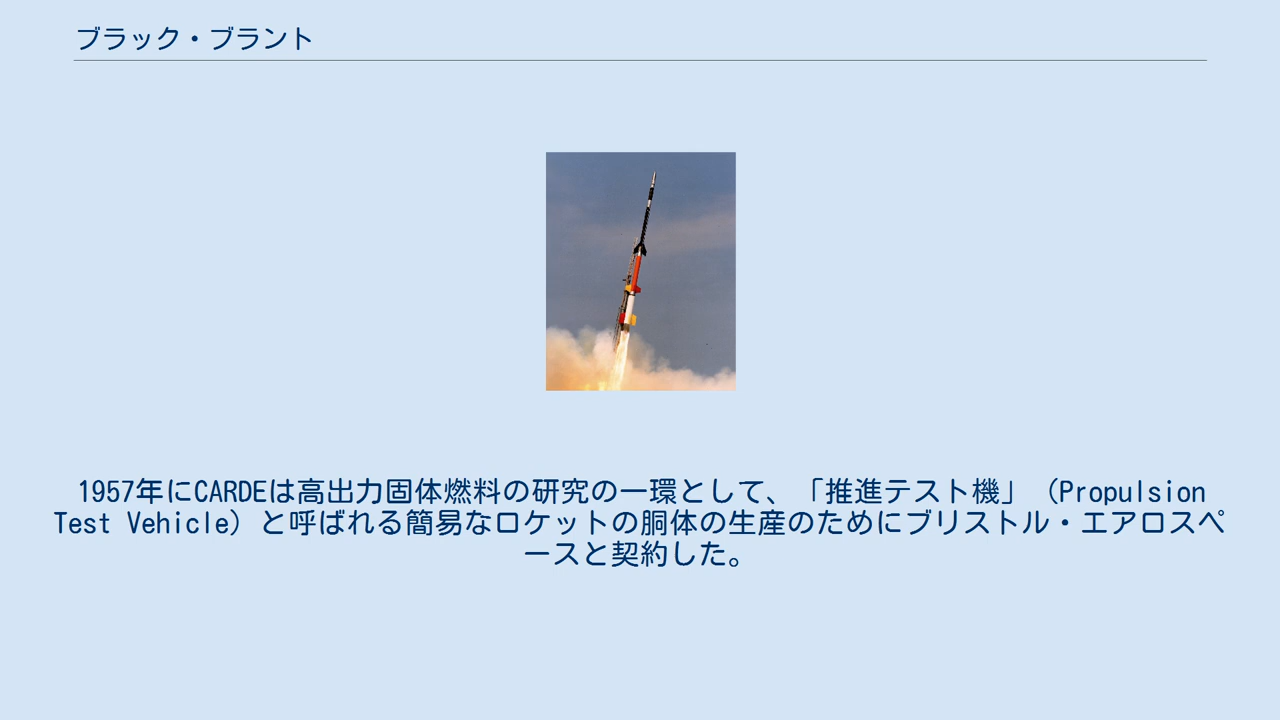 ブラック・ブラント
1957年にCARDEは高出力固体燃料の研究の一環として、「推進テスト機」（Propulsion
Test Vehicle）と呼ばれる簡易なロケットの胴体の生産のためにブリストル・エアロスペ
ースと契約した。